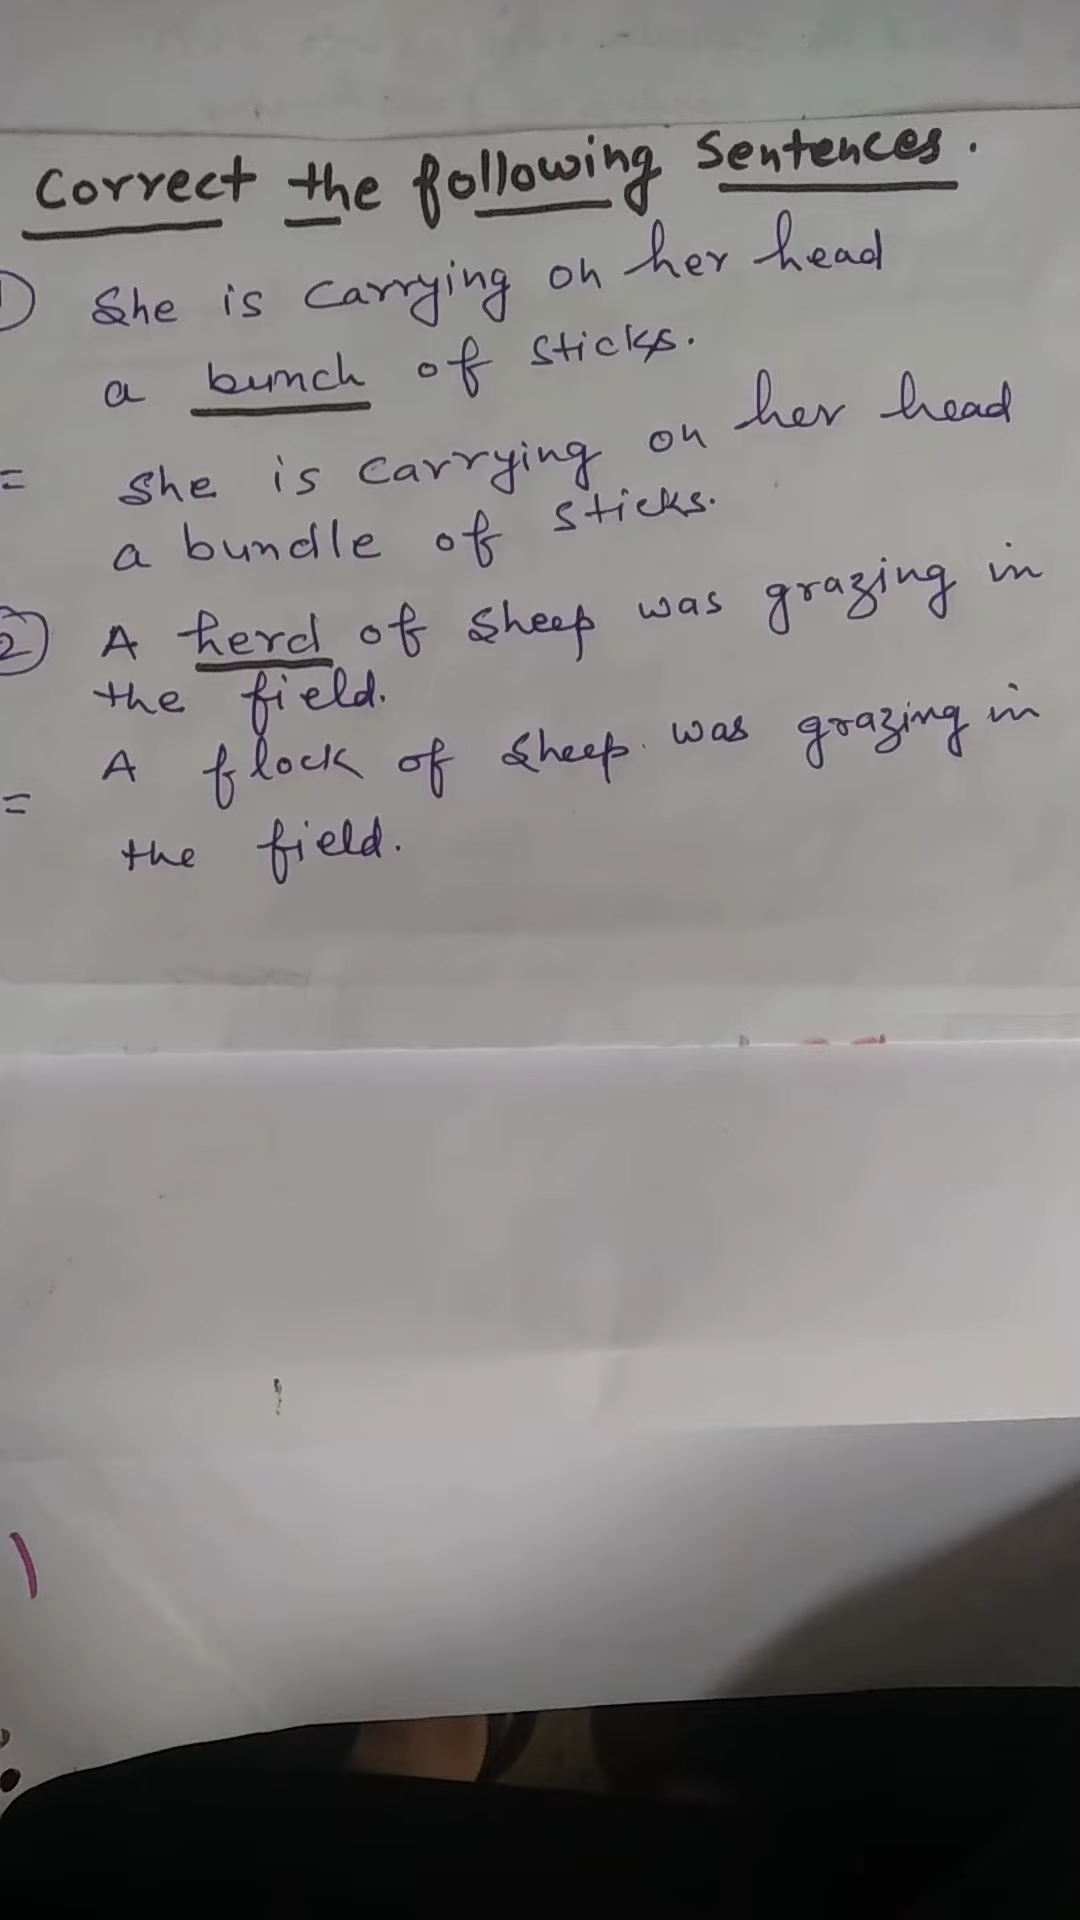 Correct the following Sentences.
1 She is carrying on her head
a bunch of sticks.
= She is carrying on her head
a bundle of sticks.
2 A herd of sheep was grazing in
the field.
= A flock of sheep was grazing in
the field.